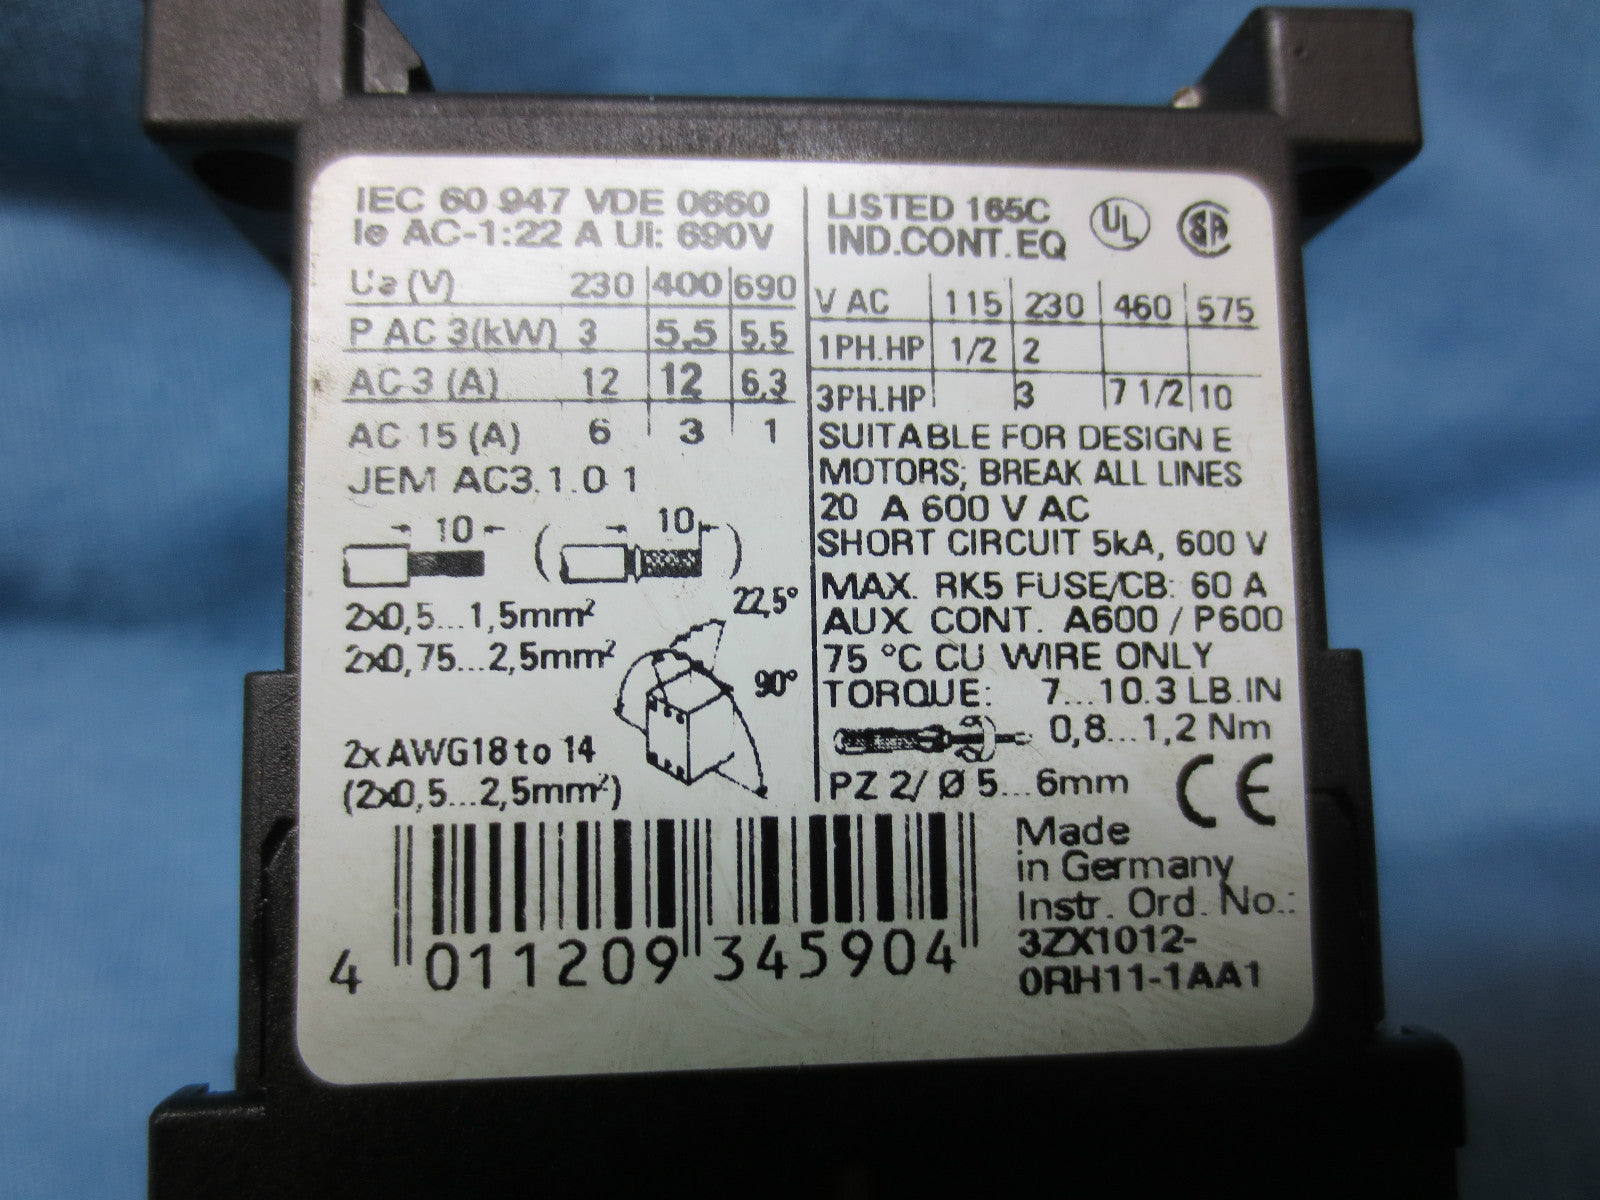 IEC 60 947 VDE 0660
Ie AC-1:22 A Ui: 690V
Ue (V) 230 400 690
P AC 3(kW) 3 5,5 5,5
AC-3 (A) 12 12 6,3
AC 15 (A) 6 3 1
JEM AC3.1.0 1
10 ( 10 )
2x0,5...1,5mm²
2x0,75...2,5mm²
22,5°
90°
2x AWG18 to 14
(2x0,5...2,5mm²)
LISTED 165C
IND.CONT.EQ
UL SA
V AC 115 230 460 575
1PH.HP 1/2 2
3PH.HP 3 7 1/2 10
SUITABLE FOR DESIGN E
MOTORS; BREAK ALL LINES
20 A 600 V AC
SHORT CIRCUIT 5kA, 600 V
MAX. RK5 FUSE/CB: 60 A
AUX. CONT. A600 / P600
75 °C CU WIRE ONLY
TORQUE: 7...10.3 LB.IN
0,8...1,2 Nm
PZ 2/ Ø 5...6mm
CE
4 011209 345904
Made
in Germany
Instr. Ord. No.:
3ZX1012-
0RH11-1AA1